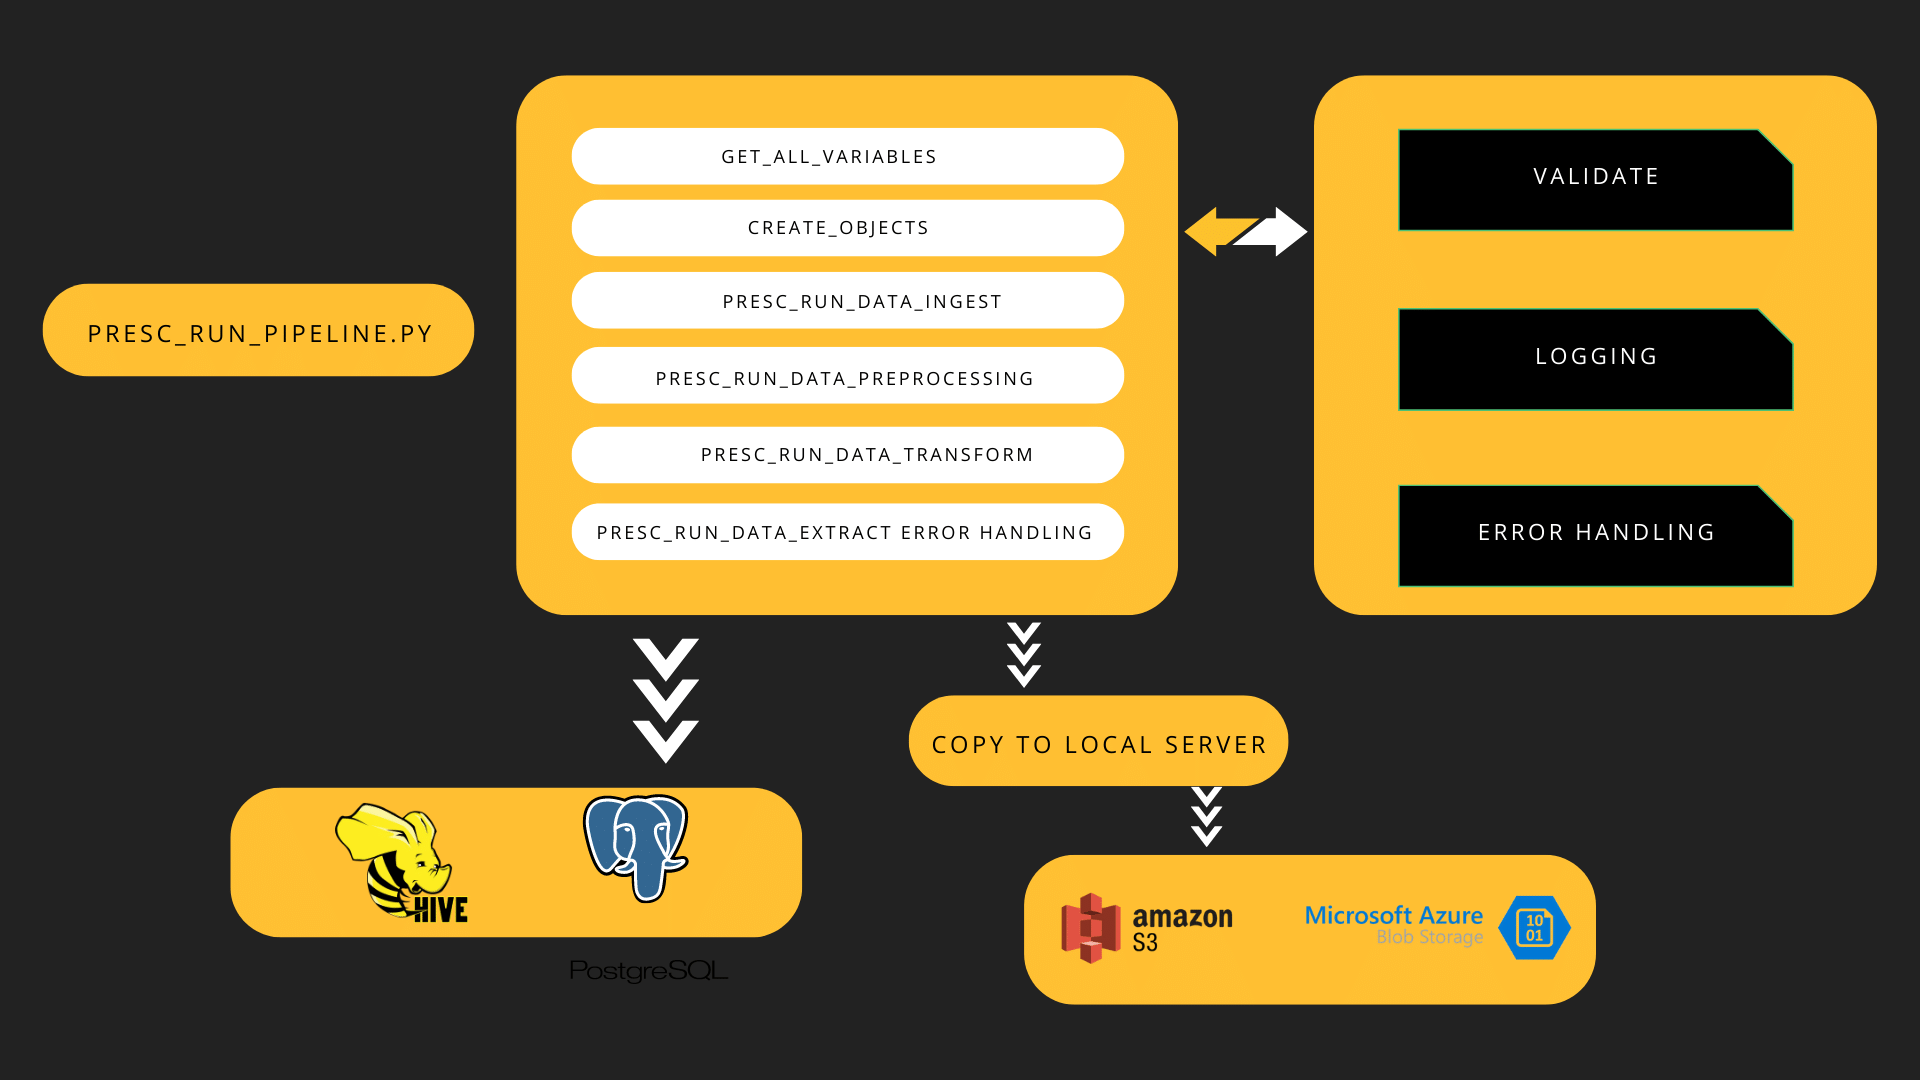 PRESC_RUN_PIPELINE.PY
GET_ALL_VARIABLES
CREATE_OBJECTS
PRESC_RUN_DATA_INGEST
PRESC_RUN_DATA_PREPROCESSING
PRESC_RUN_DATA_TRANSFORM
PRESC_RUN_DATA_EXTRACT ERROR HANDLING
VALIDATE
LOGGING
ERROR HANDLING
COPY TO LOCAL SERVER
HIVE
PostgreSQL
amazon
S3
Microsoft Azure
Blob Storage
10
01